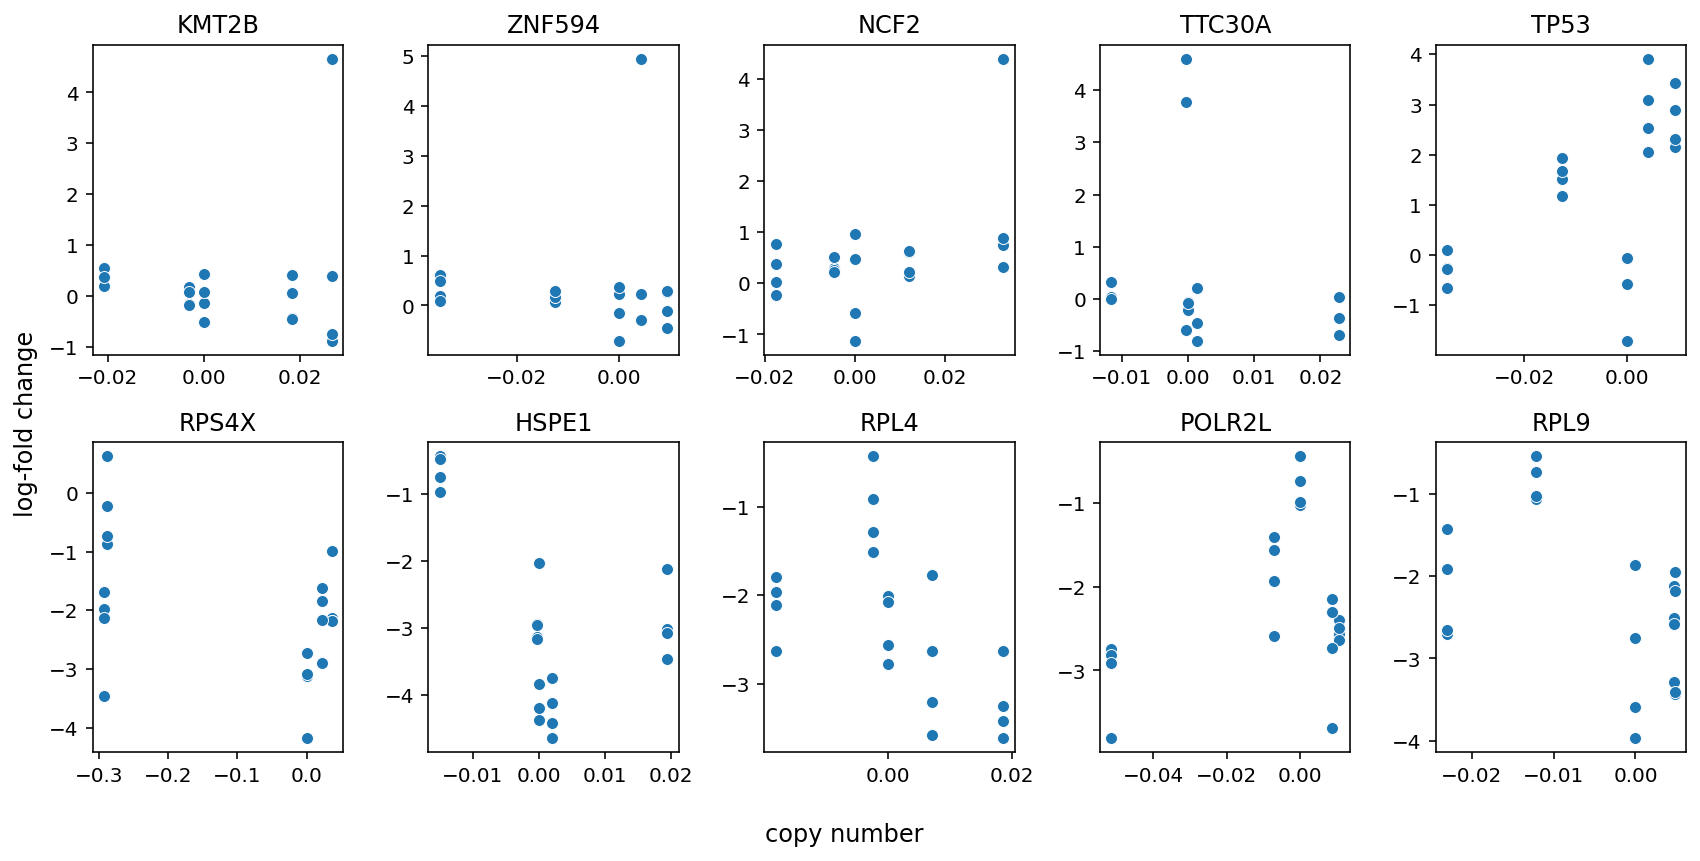 KMT2B ZNF594 NCF2 TTC30A TP53
4 5 4 4 4
3 4 3 3 3
2 3 2 2 2
1 2 1 1 1
0 1 0 0 0
−1 0 −1 −1 −1
−0.02 0.00 0.02 −0.02 0.00 −0.02 0.00 0.02 −0.01 0.00 0.01 0.02 −0.02 0.00
log-fold change
RPS4X HSPE1 RPL4 POLR2L RPL9
0 −1 −1 −1 −1
−1 −2 −2 −2 −2
−2 −3 −3 −3 −3
−3 −4 −4
−4
−0.3 −0.2 −0.1 0.0 −0.01 0.00 0.01 0.02 0.00 0.02 −0.04 −0.02 0.00 −0.02 −0.01 0.00
copy number